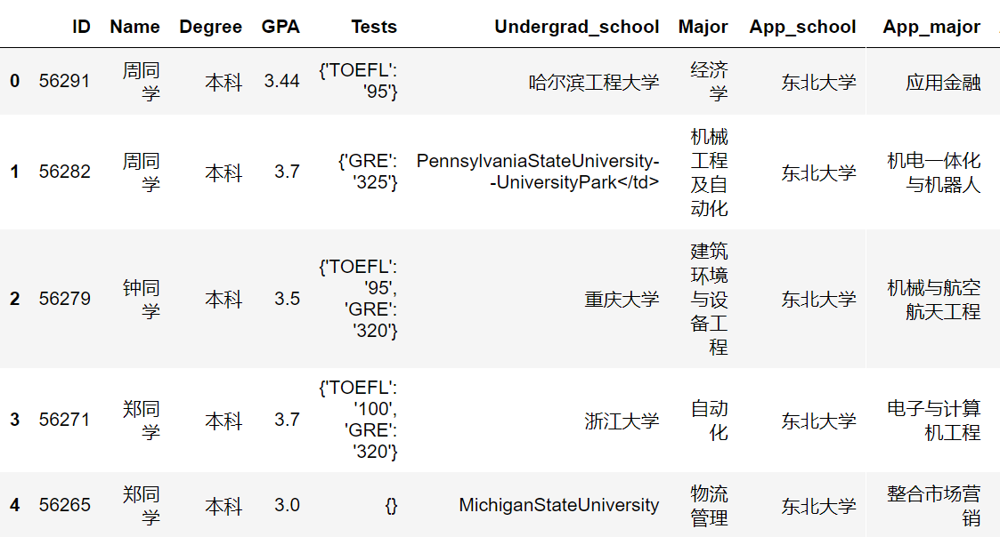 ID Name Degree GPA Tests Undergrad_school Major App_school App_major
0 56291 周同学 本科 3.44 {'TOEFL': '95'} 哈尔滨工程大学 经济学 东北大学 应用金融
1 56282 周同学 本科 3.7 {'GRE': '325'} PennsylvaniaStateUniversity--UniversityPark</td> 机械工程及自动化 东北大学 机电一体化与机器人
2 56279 钟同学 本科 3.5 {'TOEFL': '95', 'GRE': '320'} 重庆大学 建筑环境与设备工程 东北大学 机械与航空航天工程
3 56271 郑同学 本科 3.7 {'TOEFL': '100', 'GRE': '320'} 浙江大学 自动化 东北大学 电子与计算机工程
4 56265 郑同学 本科 3.0 {} MichiganStateUniversity 物流管理 东北大学 整合市场营销